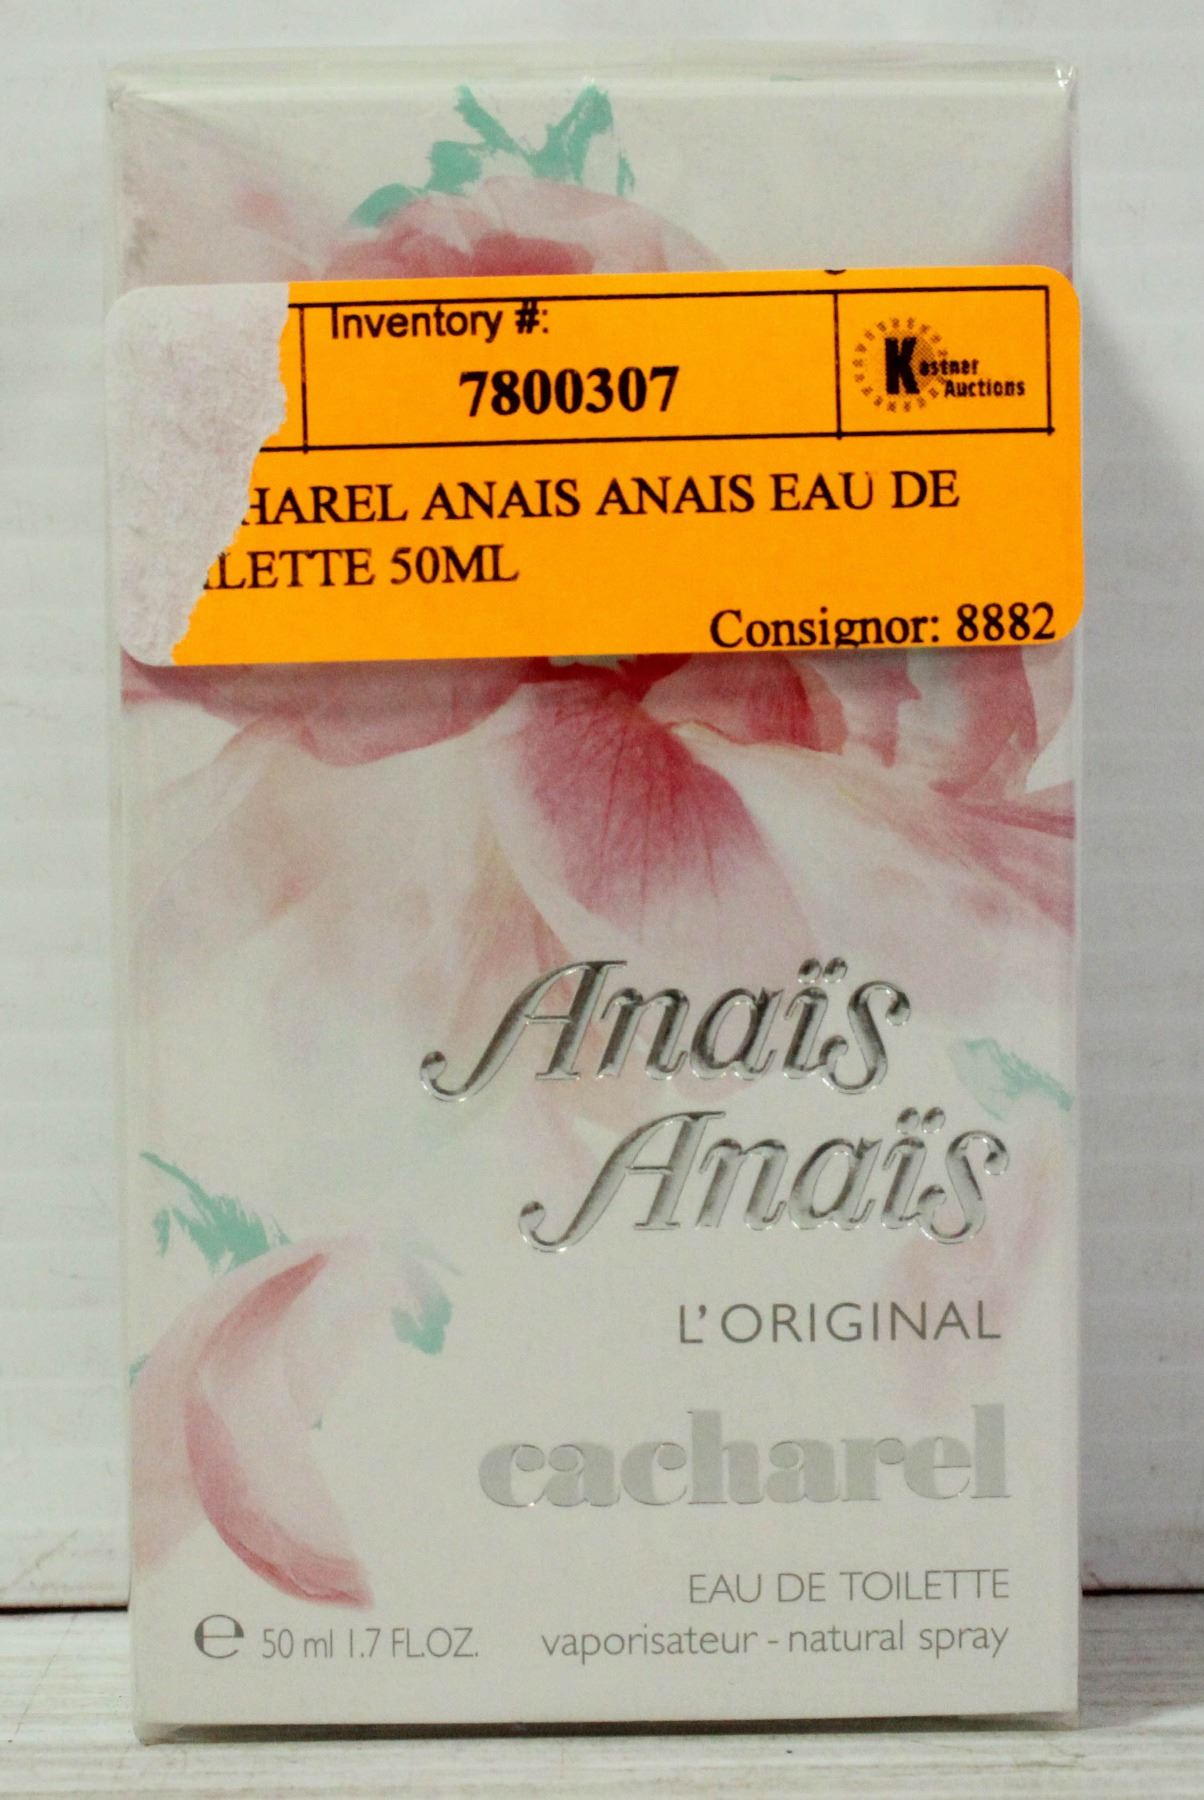 Inventory #:
7800307
Kastner
Auctions
HAREL ANAIS ANAIS EAU DE
LETTE 50ML
Consignor: 8882
Anaïs
Anaïs
L'ORIGINAL
cacharel
EAU DE TOILETTE
℮ 50 ml 1.7 FL.OZ. vaporisateur - natural spray